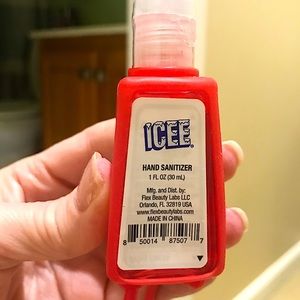 ICEE
HAND SANITIZER
1 FL OZ (30 mL)
Mfg. and Dist. by:
Flex Beauty Labs LLC
Orlando, FL 32819 USA
www.flexbeautylabs.com
MADE IN CHINA
8 50014 87507 7